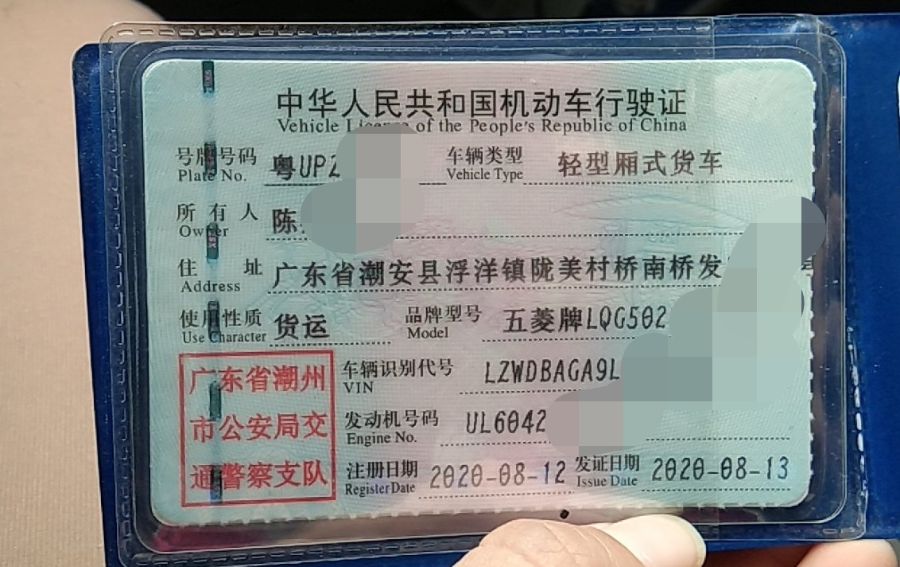 中华人民共和国机动车行驶证
Vehicle License of the People's Republic of China
号牌号码 粤UP2 车辆类型 轻型厢式货车
Plate No. Vehicle Type
所有人 陈
Owner
住址 广东省潮安县浮洋镇陇美村桥南桥发
Address
使用性质 货运 品牌型号 五菱牌LQG502
Use Character Model
广东省潮州
市公安局交
通警察支队
车辆识别代号 LZWDBAGA9L
VIN
发动机号码 UL6042
Engine No.
注册日期 2020-08-12 发证日期 2020-08-13
Register Date Issue Date